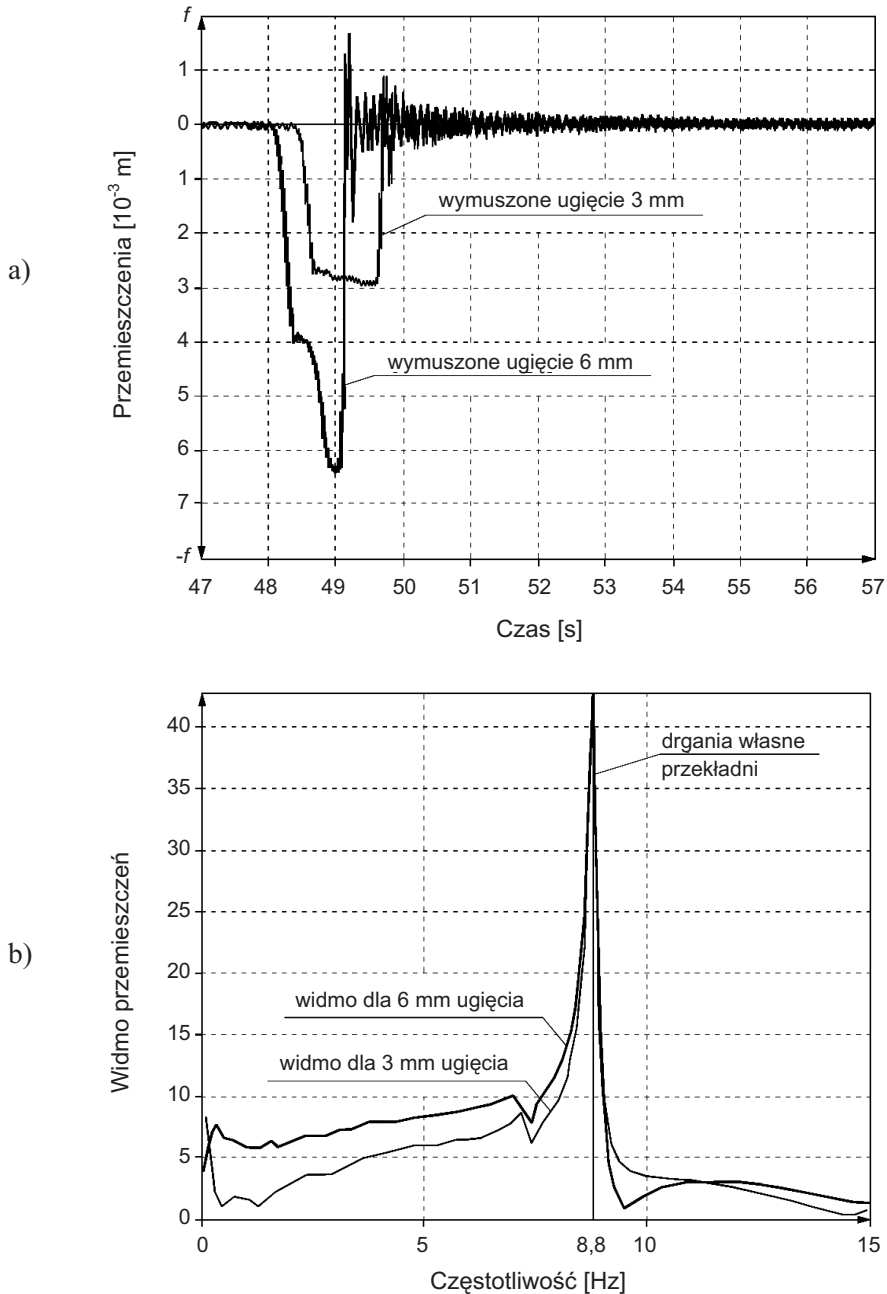 a)
f
1
0
1
2
3
4
5
6
7
-f
Przemieszczenia [10⁻³ m]
wymuszone ugięcie 3 mm
wymuszone ugięcie 6 mm
47 48 49 50 51 52 53 54 55 56 57
Czas [s]
b)
40
35
30
25
20
15
10
5
0
Widmo przemieszczeń
drgania własne
przekładni
widmo dla 6 mm ugięcia
widmo dla 3 mm ugięcia
0 5 8,8 10 15
Częstotliwość [Hz]